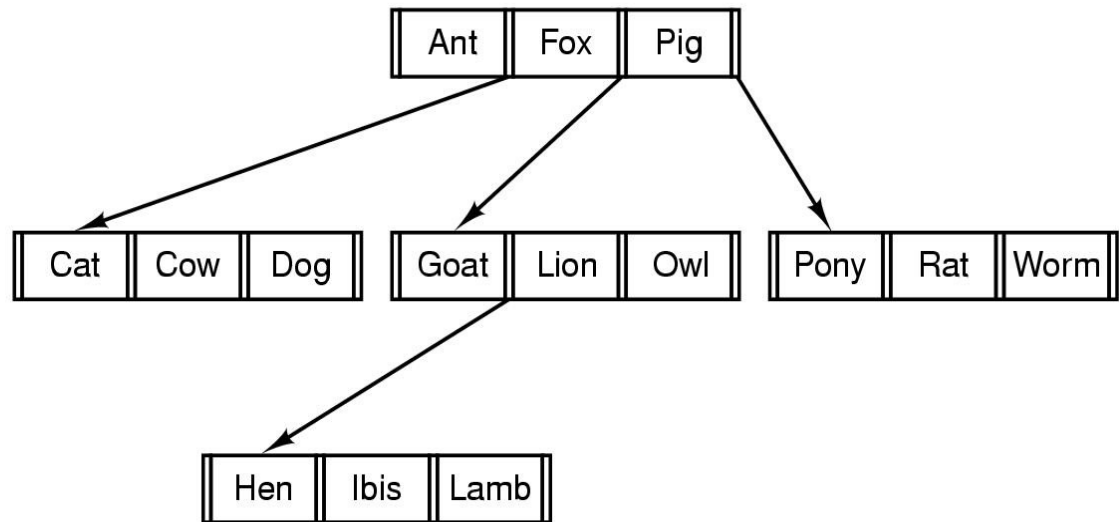 Ant Fox Pig
Cat Cow Dog Goat Lion Owl Pony Rat Worm
Hen Ibis Lamb